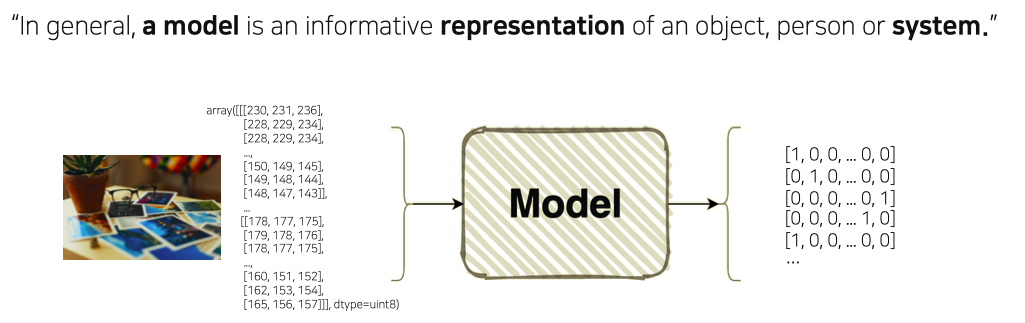 “In general, a model is an informative representation of an object, person or system.”
array([[[230, 231, 236],
[228, 229, 234],
[228, 229, 234],
...,
[150, 149, 145],
[149, 148, 144],
[148, 147, 143]],
...
[[178, 177, 175],
[179, 178, 176],
[178, 177, 175],
...,
[160, 151, 152],
[162, 153, 154],
[165, 156, 157]]], dtype=uint8)
Model
[1, 0, 0, ... 0, 0]
[0, 1, 0, ... 0, 0]
[0, 0, 0, ... 0, 1]
[0, 0, 0, ... 1, 0]
[1, 0, 0, ... 0, 0]
...